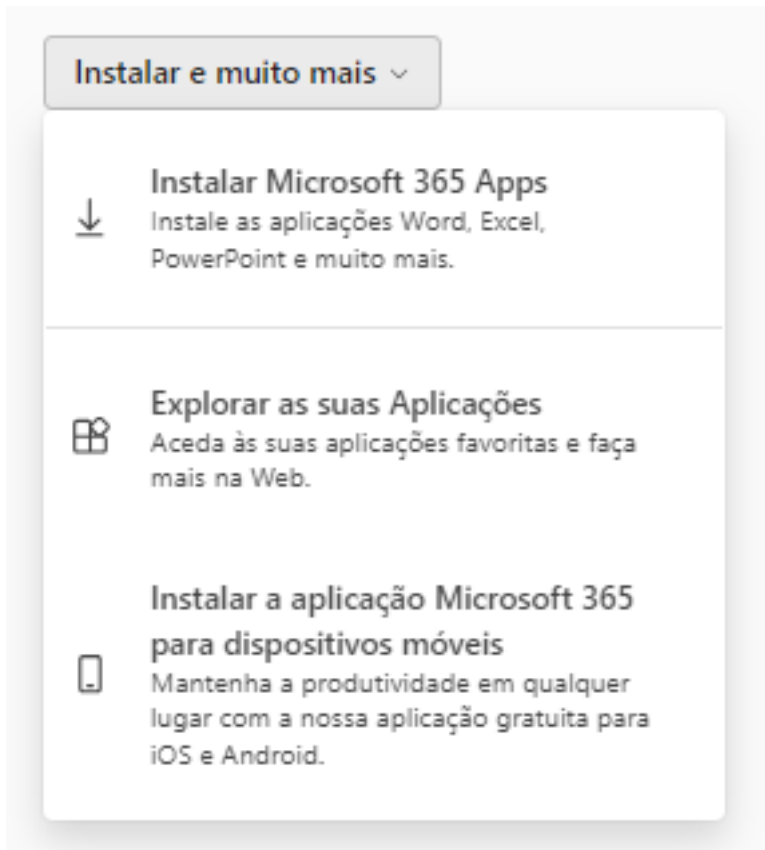 Instalar e muito mais
Instalar Microsoft 365 Apps
Instale as aplicações Word, Excel,
PowerPoint e muito mais.
Explorar as suas Aplicações
Aceda às suas aplicações favoritas e faça
mais na Web.
Instalar a aplicação Microsoft 365
para dispositivos móveis
Mantenha a produtividade em qualquer
lugar com a nossa aplicação gratuita para
iOS e Android.